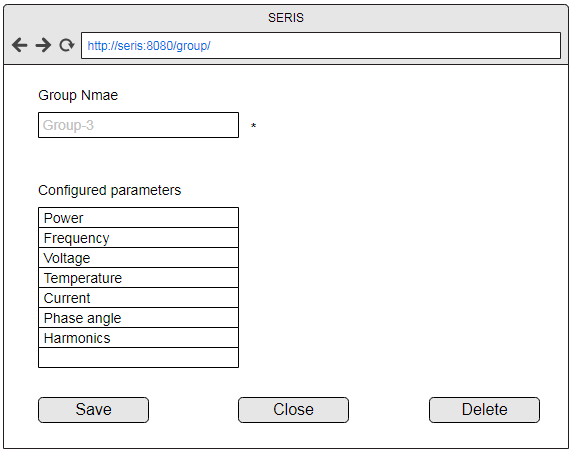 SERIS
http://seris:8080/group/
Group Nmae
Group-3 *
Configured parameters
Power
Frequency
Voltage
Temperature
Current
Phase angle
Harmonics
Save Close Delete